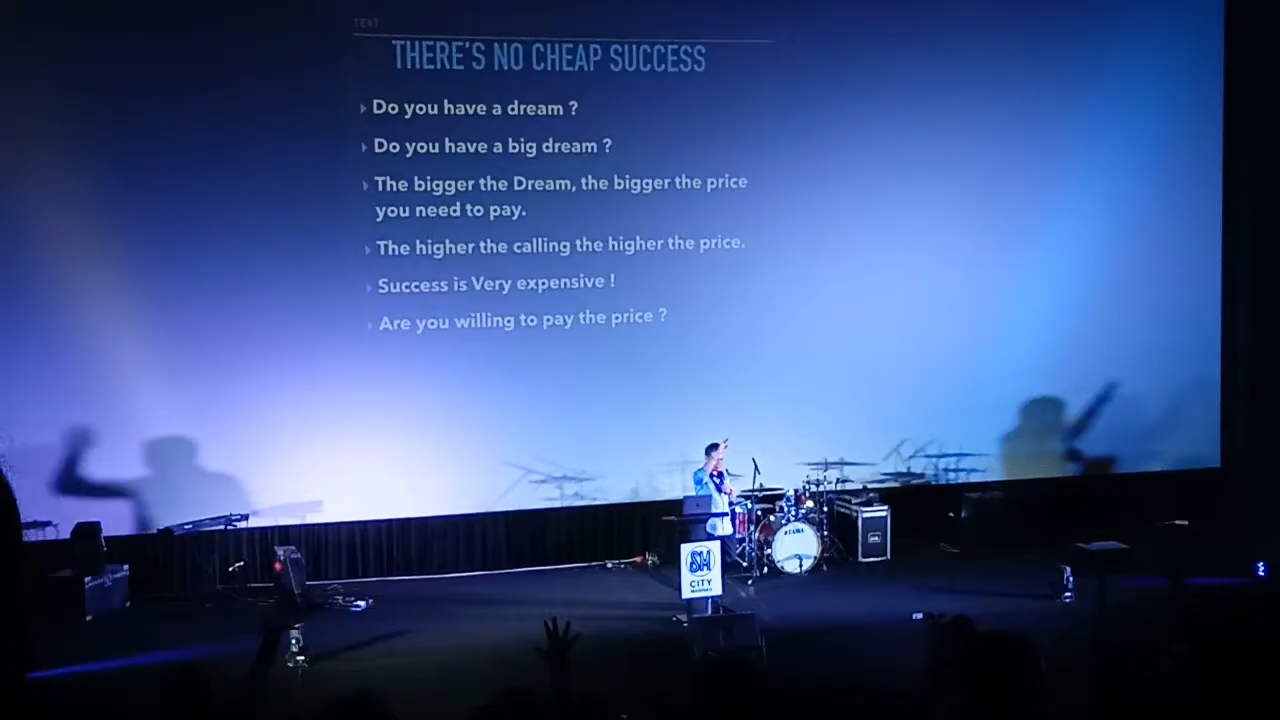 TEXT
THERE'S NO CHEAP SUCCESS
Do you have a dream ?
Do you have a big dream ?
The bigger the Dream, the bigger the price
you need to pay.
The higher the calling the higher the price.
Success is Very expensive !
Are you willing to pay the price ?
TAMA
SM
CITY